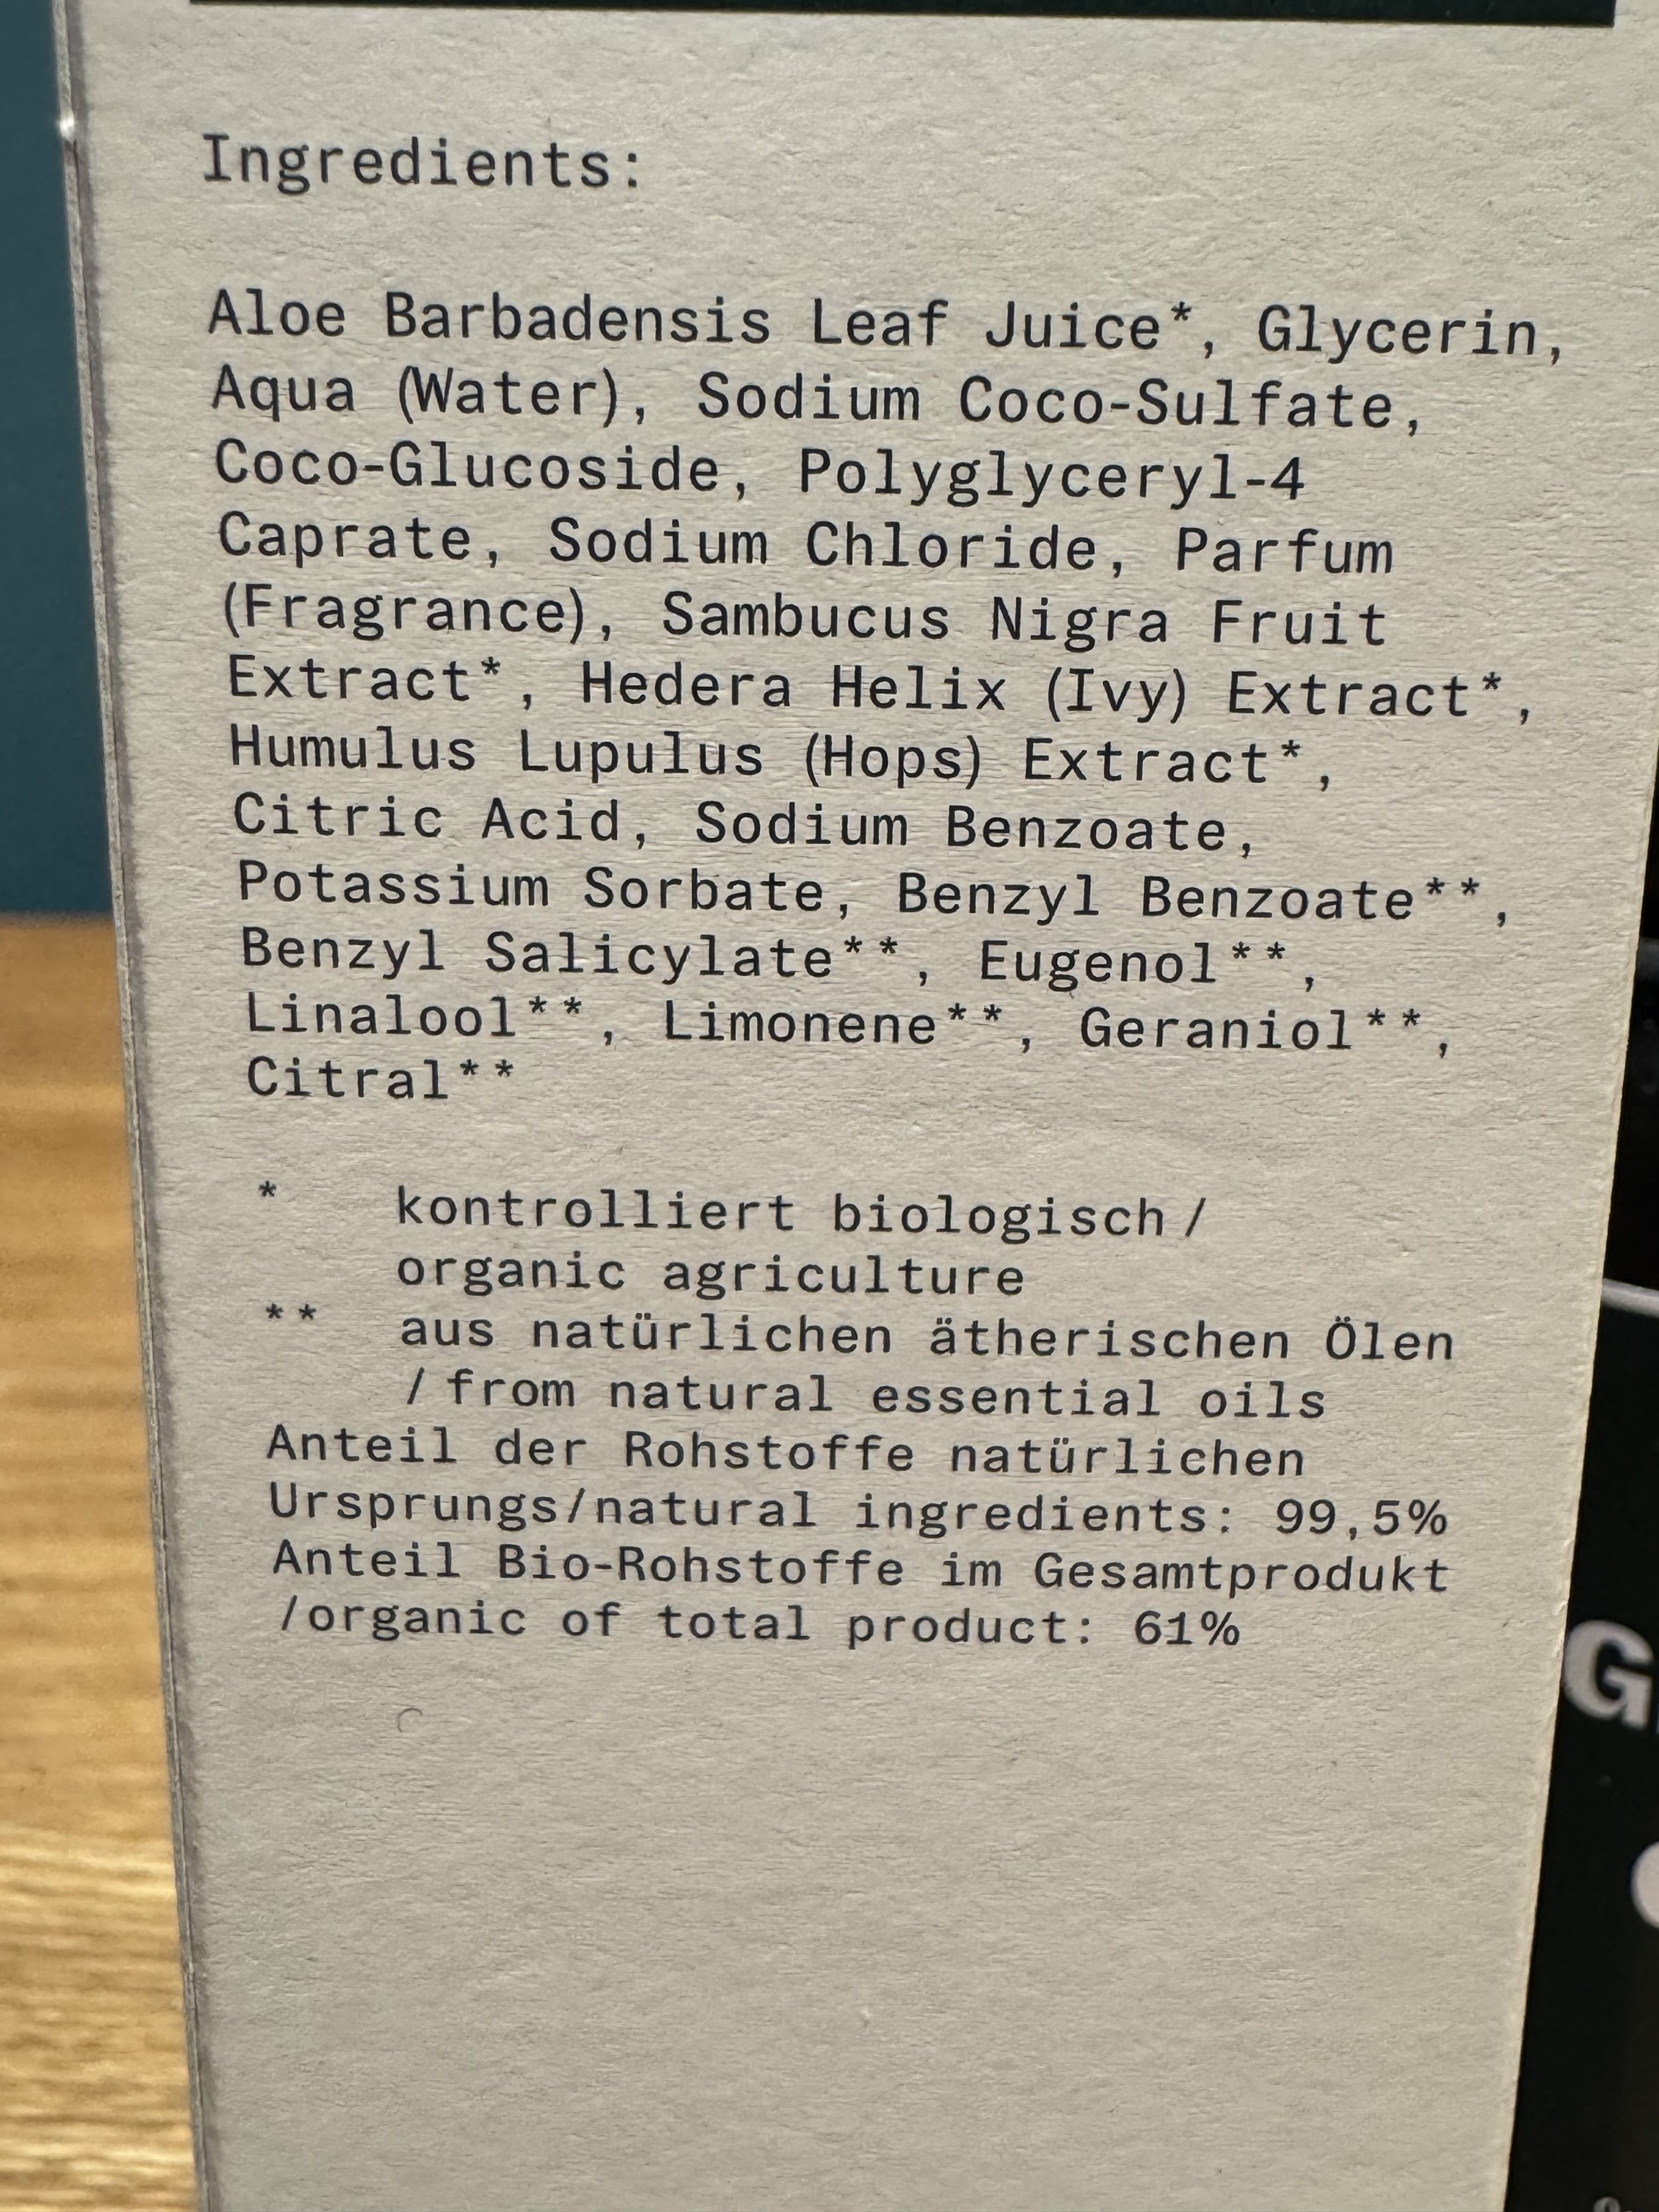 Ingredients:
Aloe Barbadensis Leaf Juice*, Glycerin,
Aqua (Water), Sodium Coco-Sulfate,
Coco-Glucoside, Polyglyceryl-4
Caprate, Sodium Chloride, Parfum
(Fragrance), Sambucus Nigra Fruit
Extract*, Hedera Helix (Ivy) Extract*,
Humulus Lupulus (Hops) Extract*,
Citric Acid, Sodium Benzoate,
Potassium Sorbate, Benzyl Benzoate**,
Benzyl Salicylate**, Eugenol**,
Linalool**, Limonene**, Geraniol**,
Citral**
* kontrolliert biologisch/
organic agriculture
** aus natürlichen ätherischen Ölen
/from natural essential oils
Anteil der Rohstoffe natürlichen
Ursprungs/natural ingredients: 99,5%
Anteil Bio-Rohstoffe im Gesamtprodukt
/organic of total product: 61%